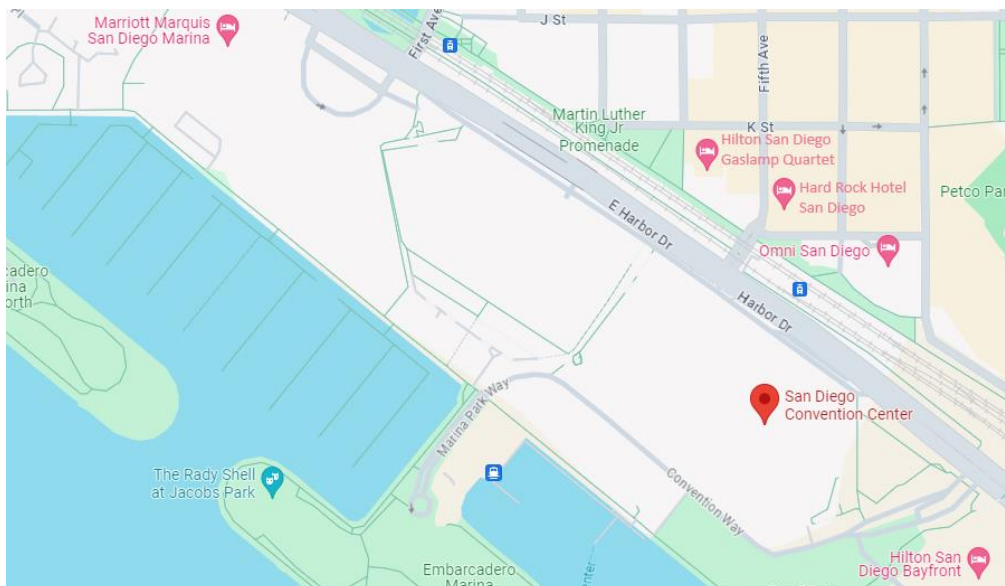 Marriott Marquis
San Diego Marina
First Ave
J St
Fifth Ave
Martin Luther
King Jr
Promenade
K St
Hilton San Diego
Gaslamp Quartet
Hard Rock Hotel
San Diego
Petco Par
E Harbor Dr
Omni San Diego
cadero
ina
orth
Harbor Dr
San Diego
Convention Center
Marina Park Way
The Rady Shell
at Jacobs Park
Convention Way
Embarcadero
Marina
enter
Hilton San
Diego Bayfront